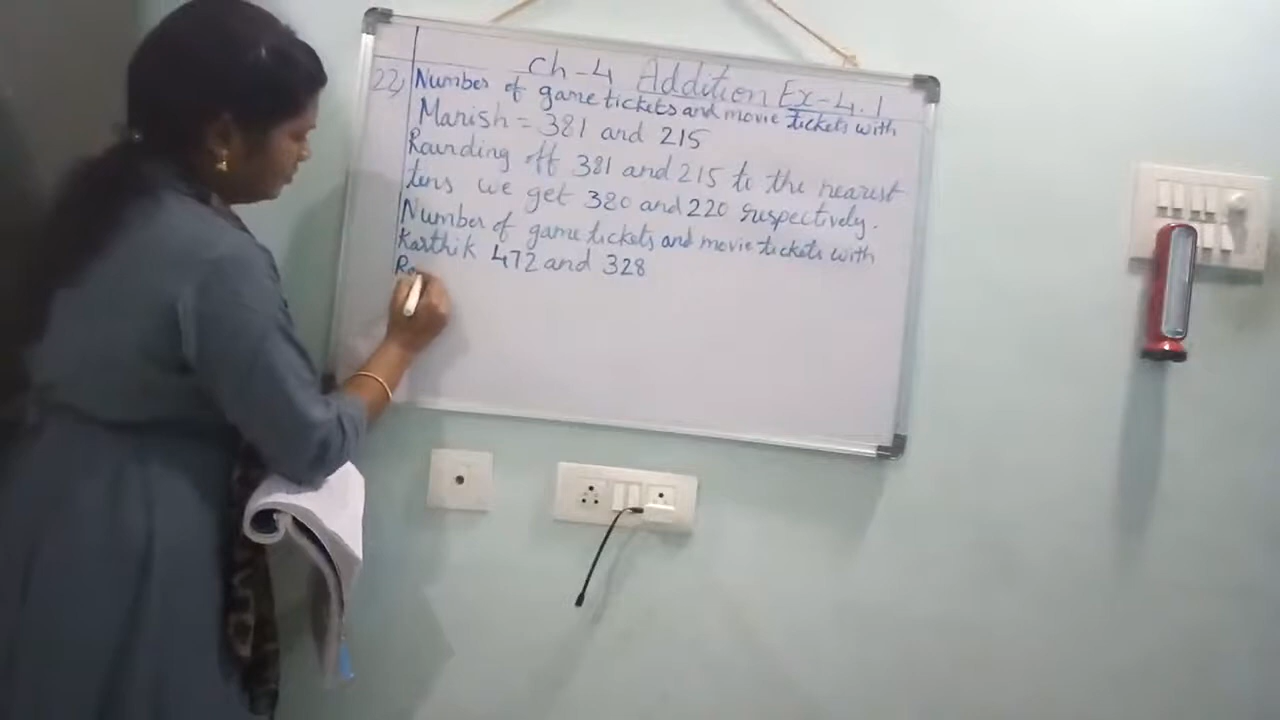 Ch-4 Addition Ex-4.1
22) Number of game tickets and movie tickets with
Manish = 381 and 215
Rounding off 381 and 215 to the nearest
tens we get 380 and 220 respectively.
Number of game tickets and movie tickets with
Karthik 472 and 328
Ro